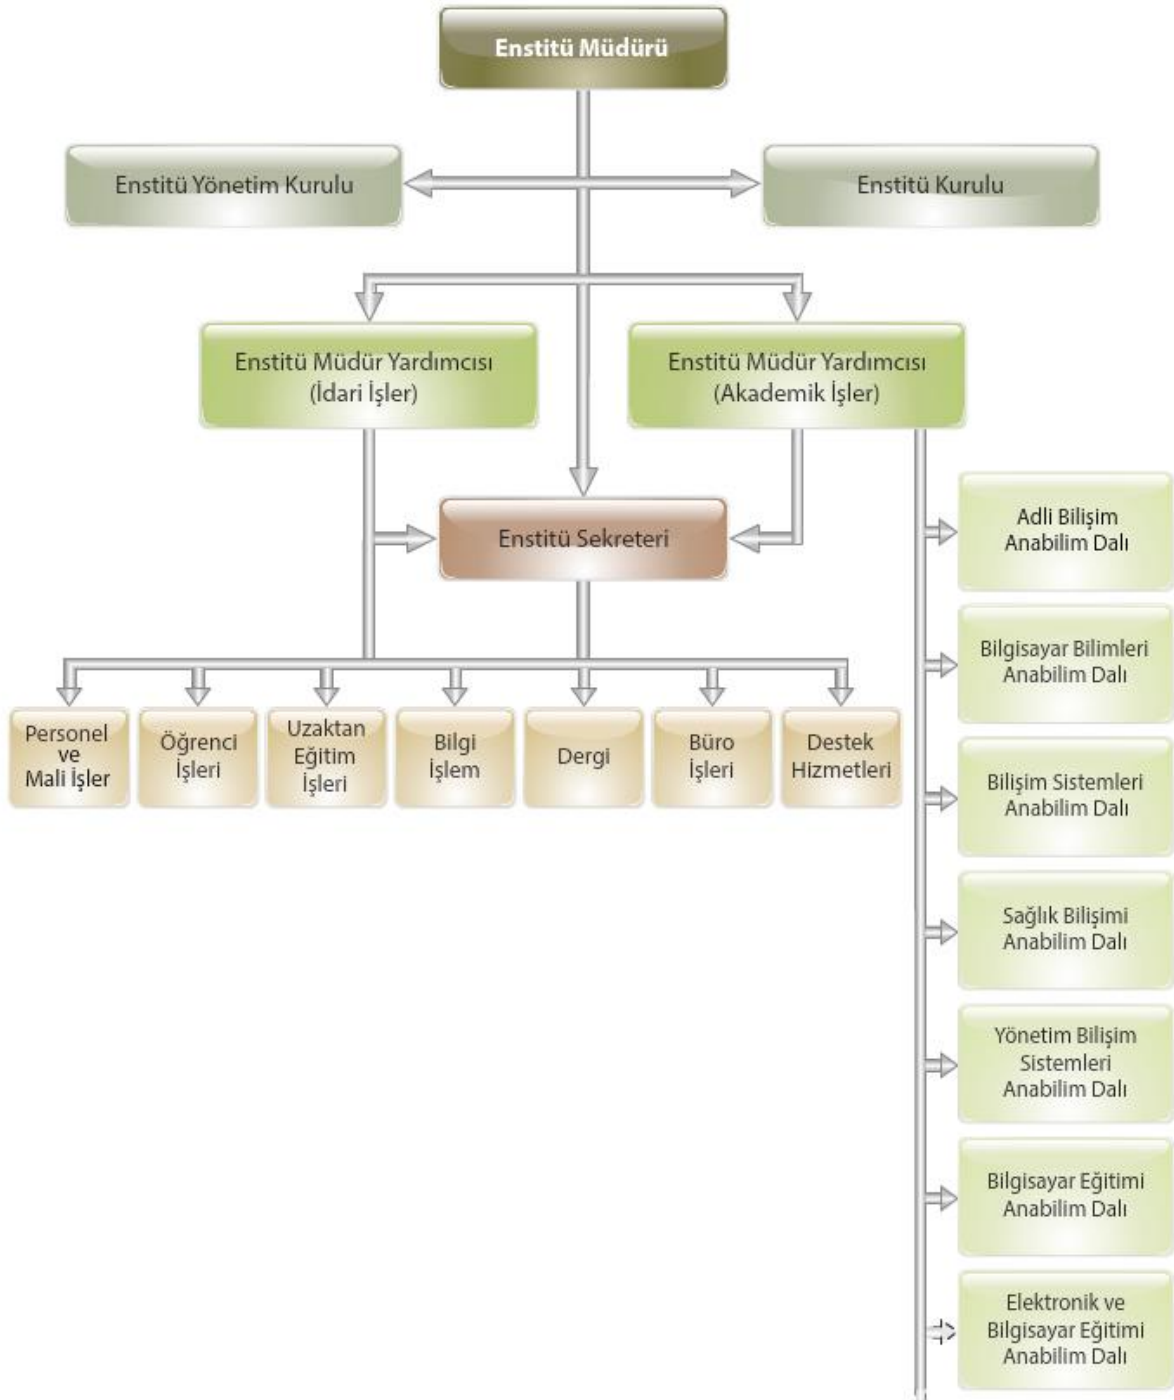 Enstitü Müdürü
Enstitü Yönetim Kurulu
Enstitü Kurulu
Enstitü Müdür Yardımcısı
(İdari İşler)
Enstitü Müdür Yardımcısı
(Akademik İşler)
Enstitü Sekreteri
Personel
ve
Mali İşler
Öğrenci
İşleri
Uzaktan
Eğitim
İşleri
Bilgi
İşlem
Dergi
Büro
İşleri
Destek
Hizmetleri
Adli Bilişim
Anabilim Dalı
Bilgisayar Bilimleri
Anabilim Dalı
Bilişim Sistemleri
Anabilim Dalı
Sağlık Bilişimi
Anabilim Dalı
Yönetim Bilişim
Sistemleri
Anabilim Dalı
Bilgisayar Eğitimi
Anabilim Dalı
Elektronik ve
Bilgisayar Eğitimi
Anabilim Dalı